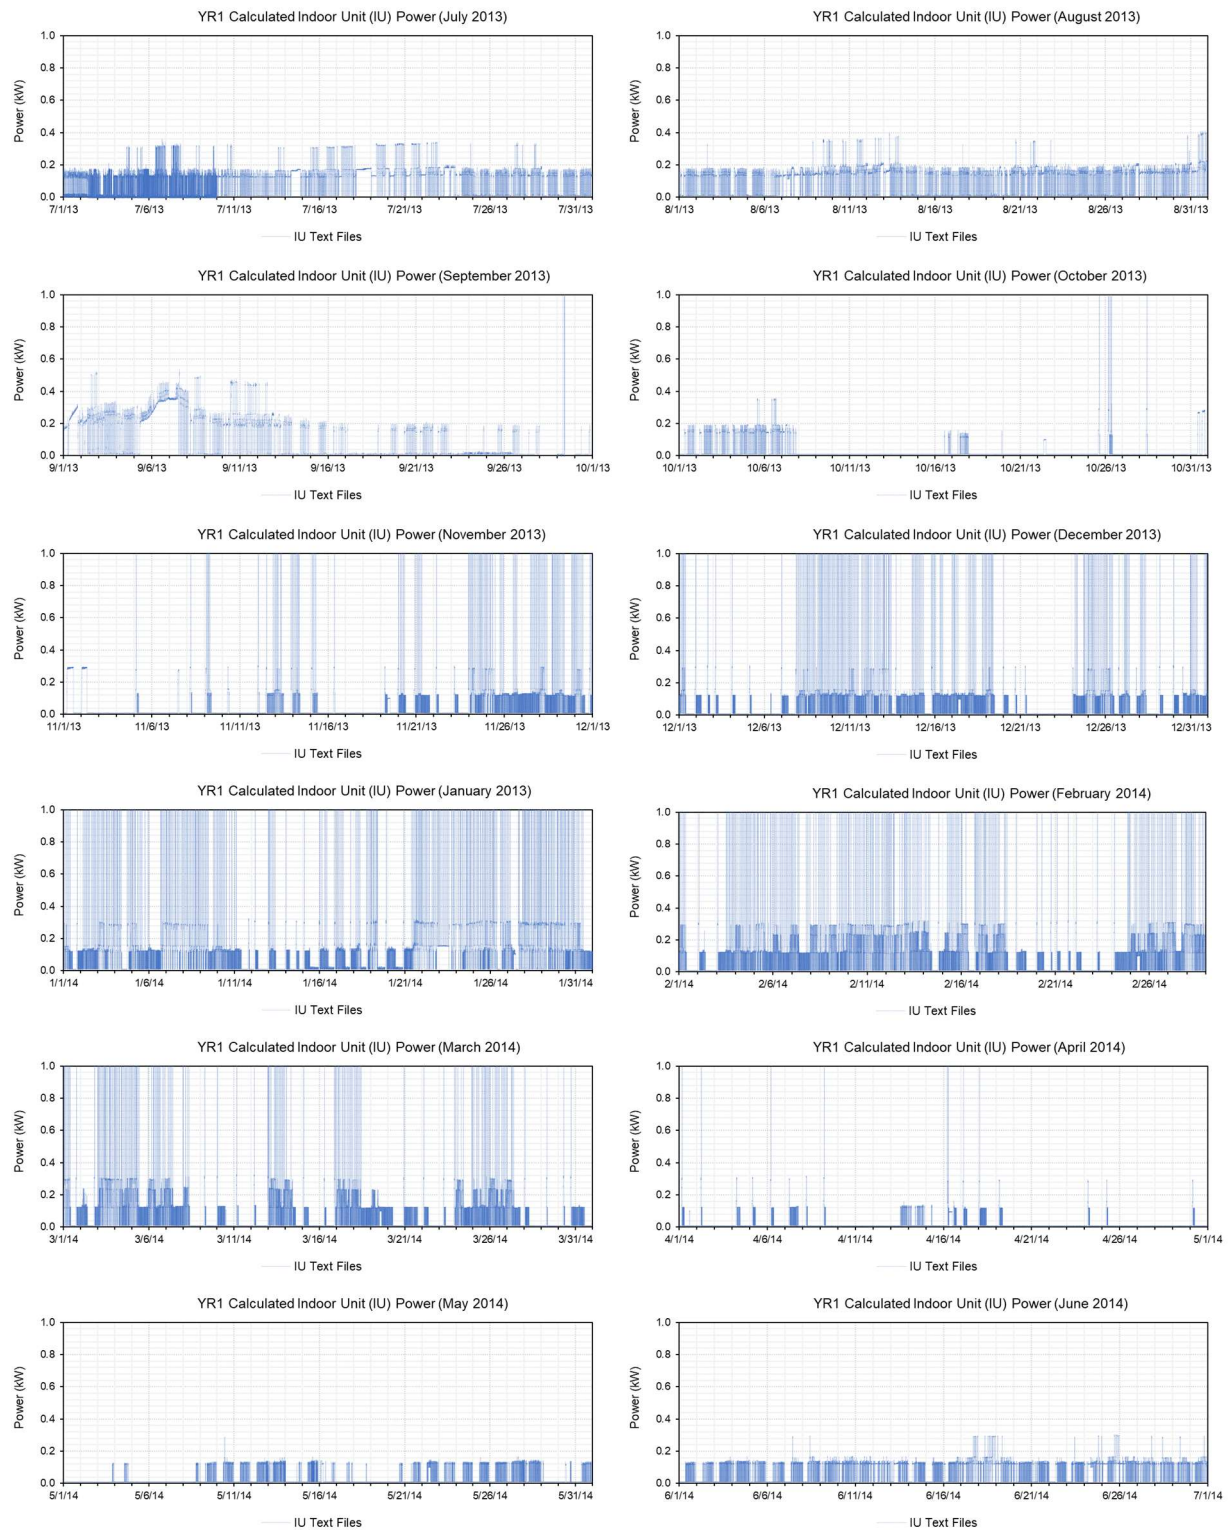 YR1 Calculated Indoor Unit (IU) Power (July 2013)
1.0
0.8
0.6
0.4
0.2
0.0
Power (kW)
7/1/13 7/6/13 7/11/13 7/16/13 7/21/13 7/26/13 7/31/13
IU Text Files
YR1 Calculated Indoor Unit (IU) Power (August 2013)
1.0
0.8
0.6
0.4
0.2
0.0
Power (kW)
8/1/13 8/6/13 8/11/13 8/16/13 8/21/13 8/26/13 8/31/13
IU Text Files
YR1 Calculated Indoor Unit (IU) Power (September 2013)
1.0
0.8
0.6
0.4
0.2
0.0
Power (kW)
9/1/13 9/6/13 9/11/13 9/16/13 9/21/13 9/26/13 10/1/13
IU Text Files
YR1 Calculated Indoor Unit (IU) Power (October 2013)
1.0
0.8
0.6
0.4
0.2
0.0
Power (kW)
10/1/13 10/6/13 10/11/13 10/16/13 10/21/13 10/26/13 10/31/13
IU Text Files
YR1 Calculated Indoor Unit (IU) Power (November 2013)
1.0
0.8
0.6
0.4
0.2
0.0
Power (kW)
11/1/13 11/6/13 11/11/13 11/16/13 11/21/13 11/26/13 12/1/13
IU Text Files
YR1 Calculated Indoor Unit (IU) Power (December 2013)
1.0
0.8
0.6
0.4
0.2
0.0
Power (kW)
12/1/13 12/6/13 12/11/13 12/16/13 12/21/13 12/26/13 12/31/13
IU Text Files
YR1 Calculated Indoor Unit (IU) Power (January 2013)
1.0
0.8
0.6
0.4
0.2
0.0
Power (kW)
1/1/14 1/6/14 1/11/14 1/16/14 1/21/14 1/26/14 1/31/14
IU Text Files
YR1 Calculated Indoor Unit (IU) Power (February 2014)
1.0
0.8
0.6
0.4
0.2
0.0
Power (kW)
2/1/14 2/6/14 2/11/14 2/16/14 2/21/14 2/26/14
IU Text Files
YR1 Calculated Indoor Unit (IU) Power (March 2014)
1.0
0.8
0.6
0.4
0.2
0.0
Power (kW)
3/1/14 3/6/14 3/11/14 3/16/14 3/21/14 3/26/14 3/31/14
IU Text Files
YR1 Calculated Indoor Unit (IU) Power (April 2014)
1.0
0.8
0.6
0.4
0.2
0.0
Power (kW)
4/1/14 4/6/14 4/11/14 4/16/14 4/21/14 4/26/14 5/1/14
IU Text Files
YR1 Calculated Indoor Unit (IU) Power (May 2014)
1.0
0.8
0.6
0.4
0.2
0.0
Power (kW)
5/1/14 5/6/14 5/11/14 5/16/14 5/21/14 5/26/14 5/31/14
IU Text Files
YR1 Calculated Indoor Unit (IU) Power (June 2014)
1.0
0.8
0.6
0.4
0.2
0.0
Power (kW)
6/1/14 6/6/14 6/11/14 6/16/14 6/21/14 6/26/14 7/1/14
IU Text Files